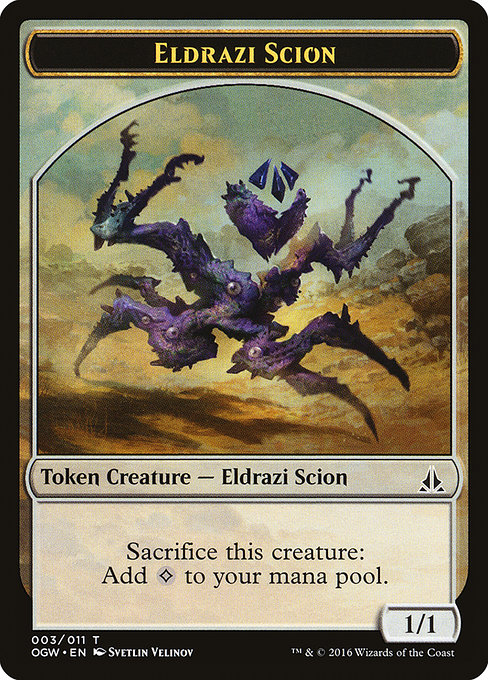 Eldrazi Scion
Token Creature — Eldrazi Scion
Sacrifice this creature:
Add to your mana pool.
1/1
003/011 T
OGW • EN Svetlin Velinov
™ & © 2016 Wizards of the Coast